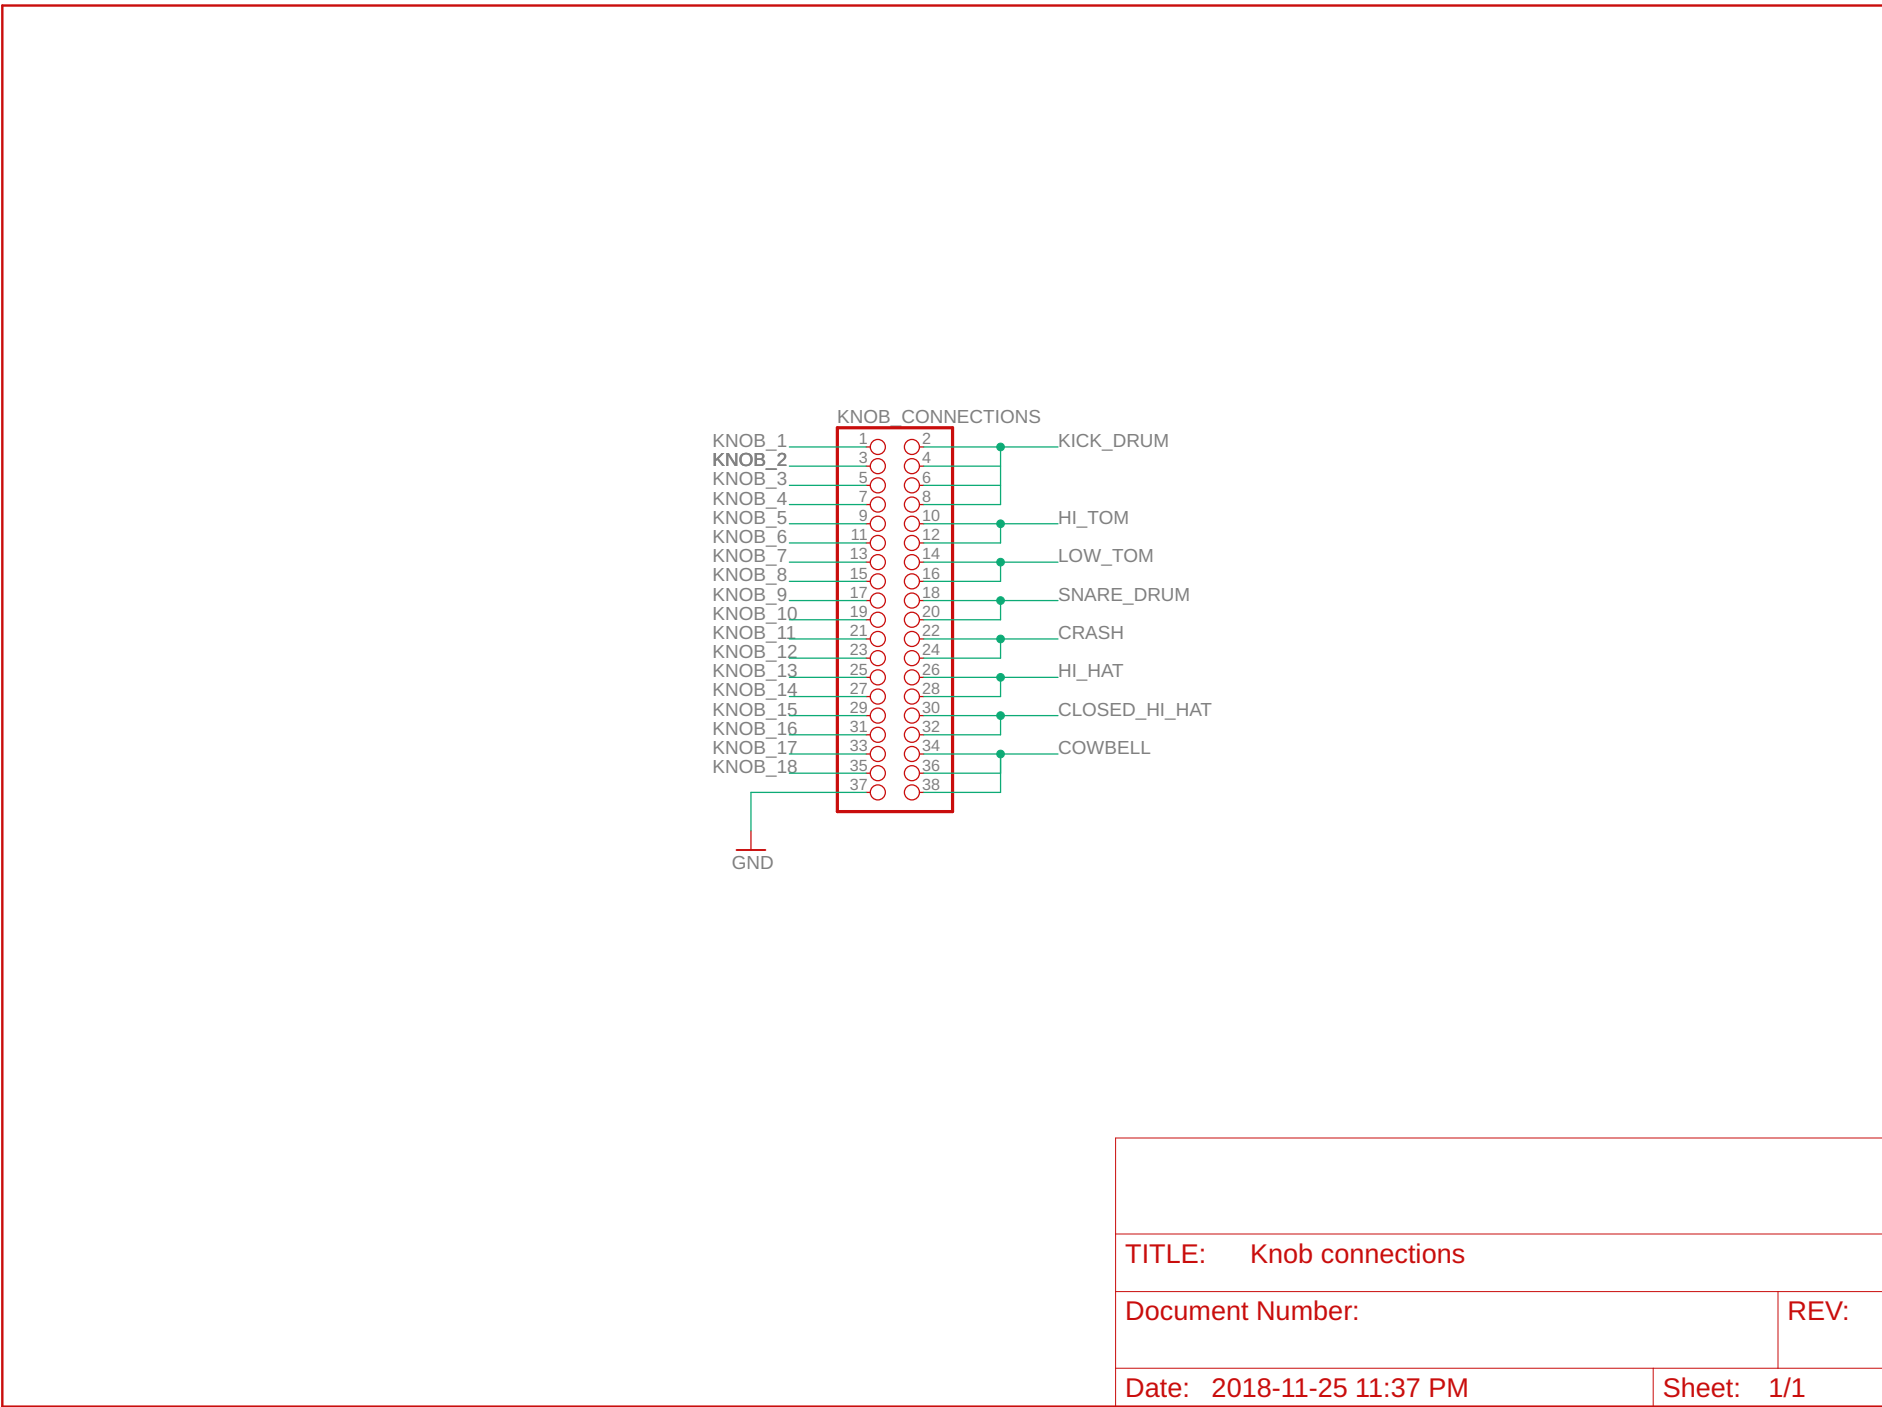 KNOB_CONNECTIONS
KNOB_1 1 2 KICK_DRUM
KNOB_2 3 4
KNOB_3 5 6
KNOB_4 7 8
KNOB_5 9 10 HI_TOM
KNOB_6 11 12
KNOB_7 13 14 LOW_TOM
KNOB_8 15 16
KNOB_9 17 18 SNARE_DRUM
KNOB_10 19 20
KNOB_11 21 22 CRASH
KNOB_12 23 24
KNOB_13 25 26 HI_HAT
KNOB_14 27 28
KNOB_15 29 30 CLOSED_HI_HAT
KNOB_16 31 32
KNOB_17 33 34 COWBELL
KNOB_18 35 36
37 38
GND
TITLE: Knob connections
Document Number: REV:
Date: 2018-11-25 11:37 PM Sheet: 1/1